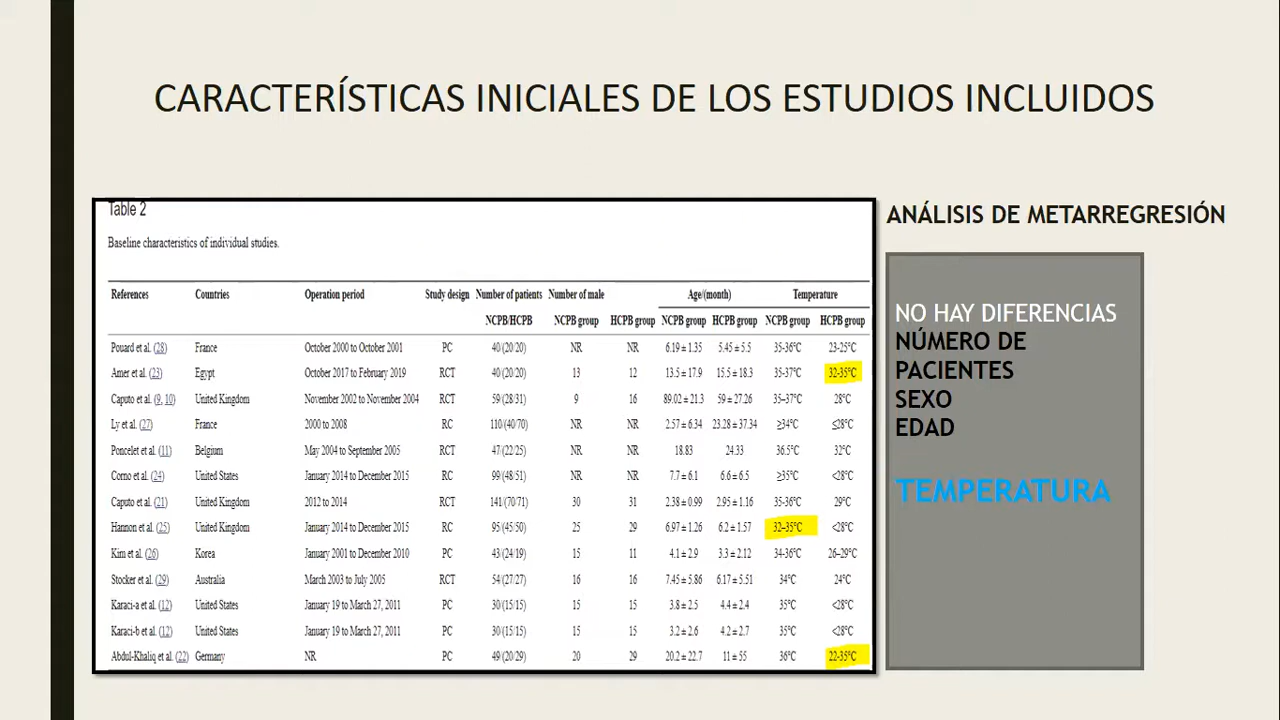 CARACTERÍSTICAS INICIALES DE LOS ESTUDIOS INCLUIDOS
Table 2
Baseline characteristics of individual studies.
References Countries Operation period Study design Number of patients Number of male Age/(month) Temperature
NCPB/HCPB NCPB group HCPB group NCPB group HCPB group NCPB group HCPB group
Pouard et al. (28) France October 2000 to October 2001 PC 40 (20/20) NR NR 6.19 ± 1.35 5.45 ± 5.5 35-36°C 23-25°C
Amer et al. (23) Egypt October 2017 to February 2019 RCT 40 (20/20) 13 12 13.5 ± 17.9 15.5 ± 18.3 35-37°C 32-35°C
Caputo et al. (9, 10) United Kingdom November 2002 to November 2004 RCT 59 (28/31) 9 16 89.02 ± 21.3 59 ± 27.26 35–37°C 28°C
Ly et al. (27) France 2000 to 2008 RC 110 (40/70) NR NR 2.57 ± 6.34 23.28 ± 37.34 ≥34°C ≤28°C
Poncelet et al. (11) Belgium May 2004 to September 2005 RCT 47 (22/25) NR NR 18.83 24.33 36.5°C 32°C
Corno et al. (24) United States January 2014 to December 2015 RC 99 (48/51) NR NR 7.7 ± 6.1 6.6 ± 6.5 ≥35°C <28°C
Caputo et al. (21) United Kingdom 2012 to 2014 RCT 141 (70/71) 30 31 2.38 ± 0.99 2.95 ± 1.16 35-36°C 29°C
Hannon et al. (25) United Kingdom January 2014 to December 2015 RC 95 (45/50) 25 29 6.97 ± 1.26 6.2 ± 1.57 32–35°C <28°C
Kim et al. (26) Korea January 2001 to December 2010 PC 43 (24/19) 15 11 4.1 ± 2.9 3.3 ± 2.12 34-36°C 26–29°C
Stocker et al. (29) Australia March 2003 to July 2005 RCT 54 (27/27) 16 16 7.45 ± 5.86 6.17 ± 5.51 34°C 24°C
Karaci-a et al. (12) United States January 19 to March 27, 2011 PC 30 (15/15) 15 15 3.8 ± 2.5 4.4 ± 2.4 35°C <28°C
Karaci-b et al. (12) United States January 19 to March 27, 2011 PC 30 (15/15) 15 15 3.2 ± 2.6 4.2 ± 2.7 35°C <28°C
Abdul-Khaliq et al. (22) Germany NR PC 49 (20/29) 20 29 20.2 ± 22.7 11 ± 55 36°C 22-35°C
ANÁLISIS DE METARREGRESIÓN
NO HAY DIFERENCIAS
NÚMERO DE
PACIENTES
SEXO
EDAD
TEMPERATURA